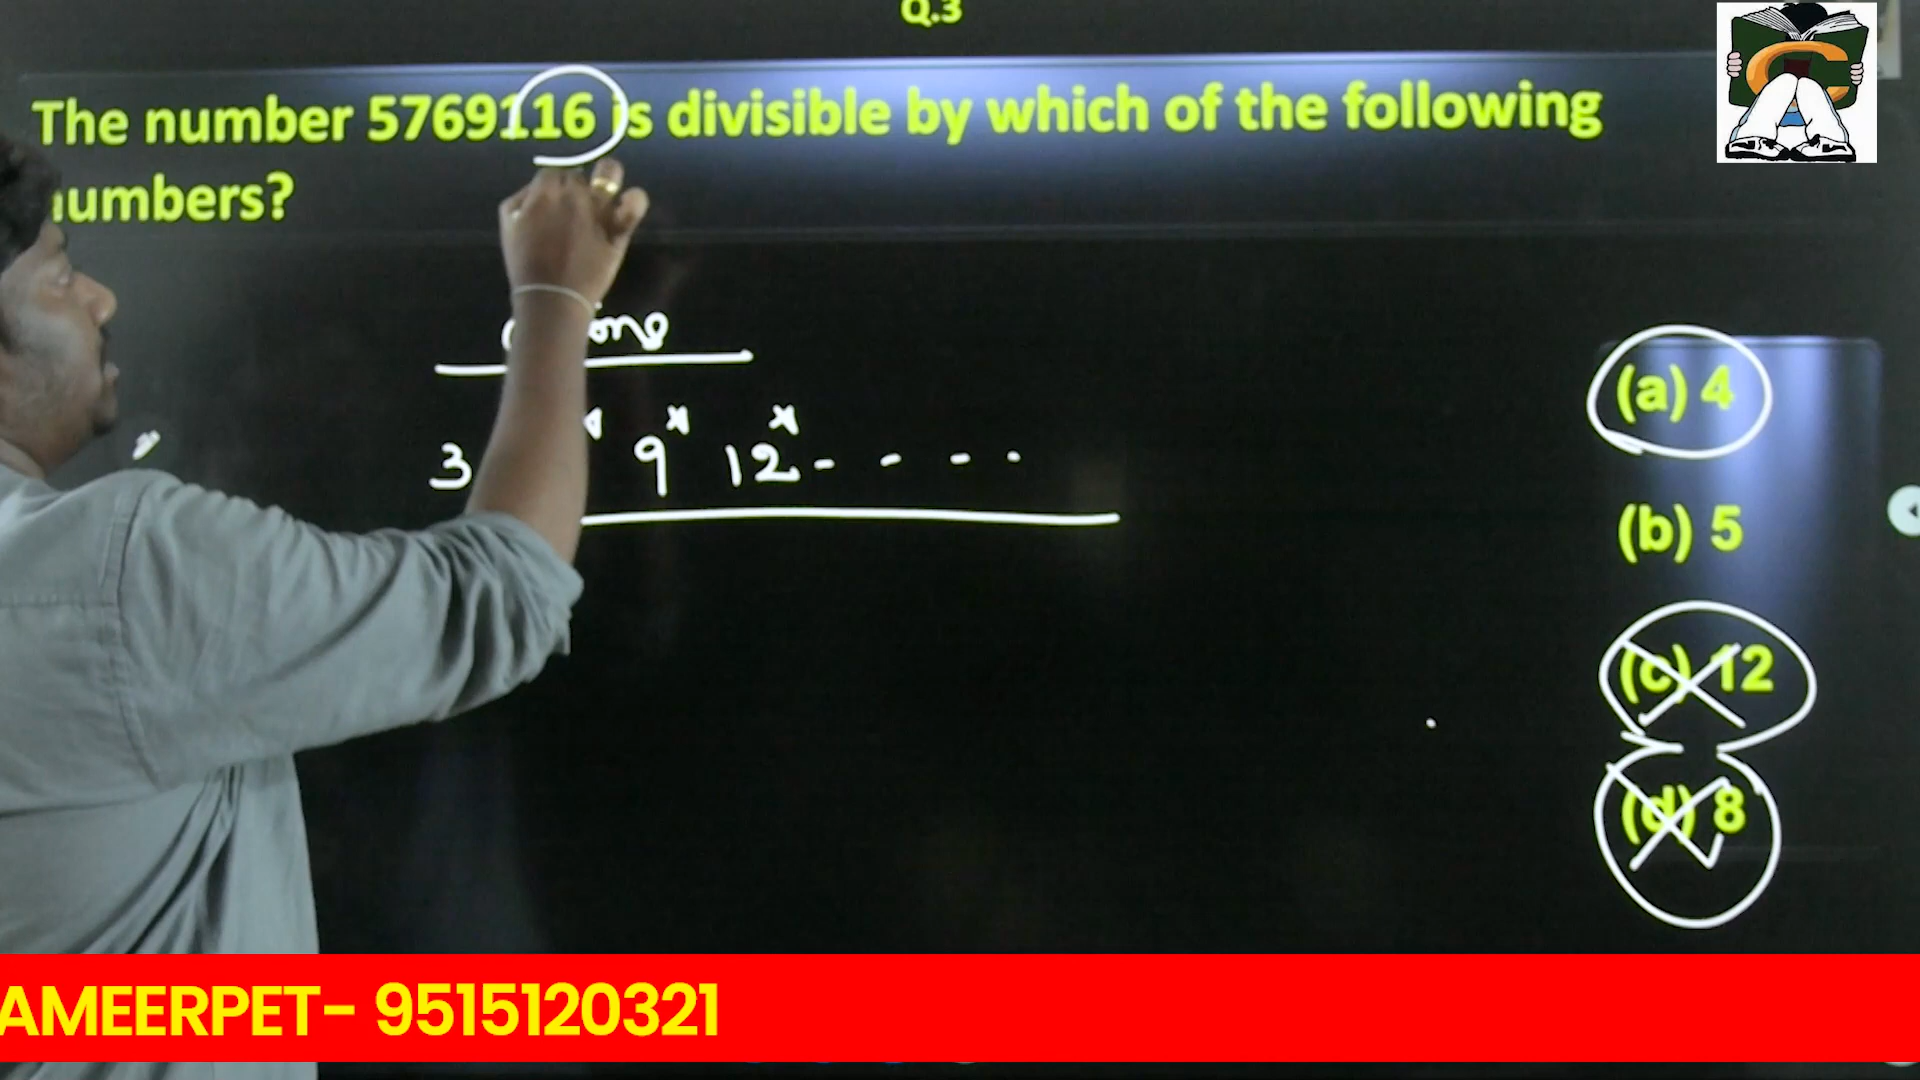 Q.3
The number 5769116 is divisible by which of the following
numbers?
3 9 12 - - - -
(a) 4
(b) 5
(c) 12
(d) 8
AMEERPET- 9515120321